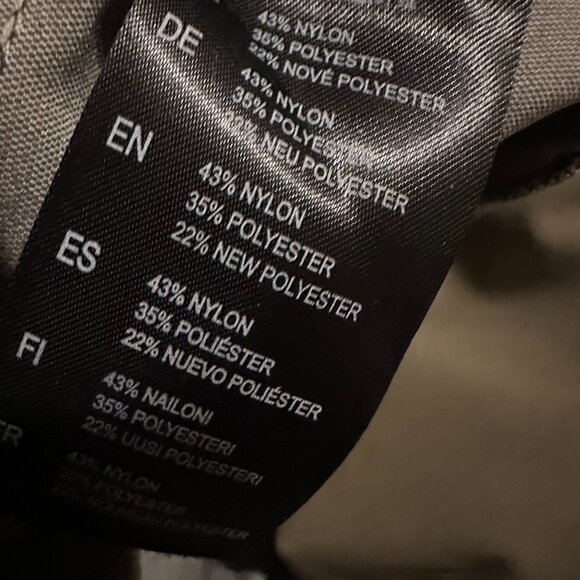 43% NYLON
35% POLYESTER
22% NOVÉ POLYESTER
DE
43% NYLON
35% POLYESTER
22% NEU POLYESTER
EN
43% NYLON
35% POLYESTER
22% NEW POLYESTER
ES
43% NYLON
35% POLIÉSTER
22% NUEVO POLIÉSTER
FI
43% NAILONI
35% POLYESTERI
22% UUSI POLYESTERI
43% NYLON
35% POLYESTER